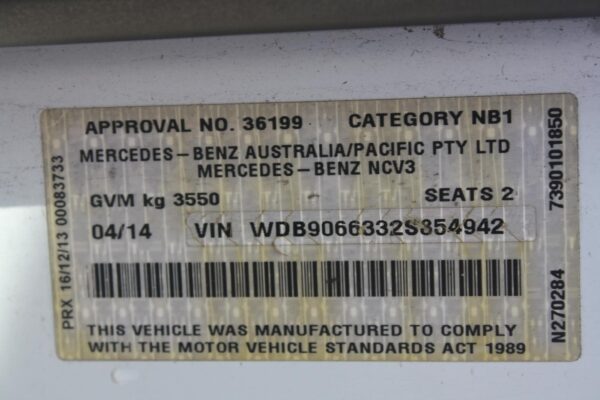 APPROVAL NO. 36199 CATEGORY NB1
MERCEDES-BENZ AUSTRALIA/PACIFIC PTY LTD
MERCEDES-BENZ NCV3
GVM kg 3550 SEATS 2
04/14 VIN WDB9066332S354942
THIS VEHICLE WAS MANUFACTURED TO COMPLY
WITH THE MOTOR VEHICLE STANDARDS ACT 1989
PRX 16/12/13 00083733
N270284 7390101850